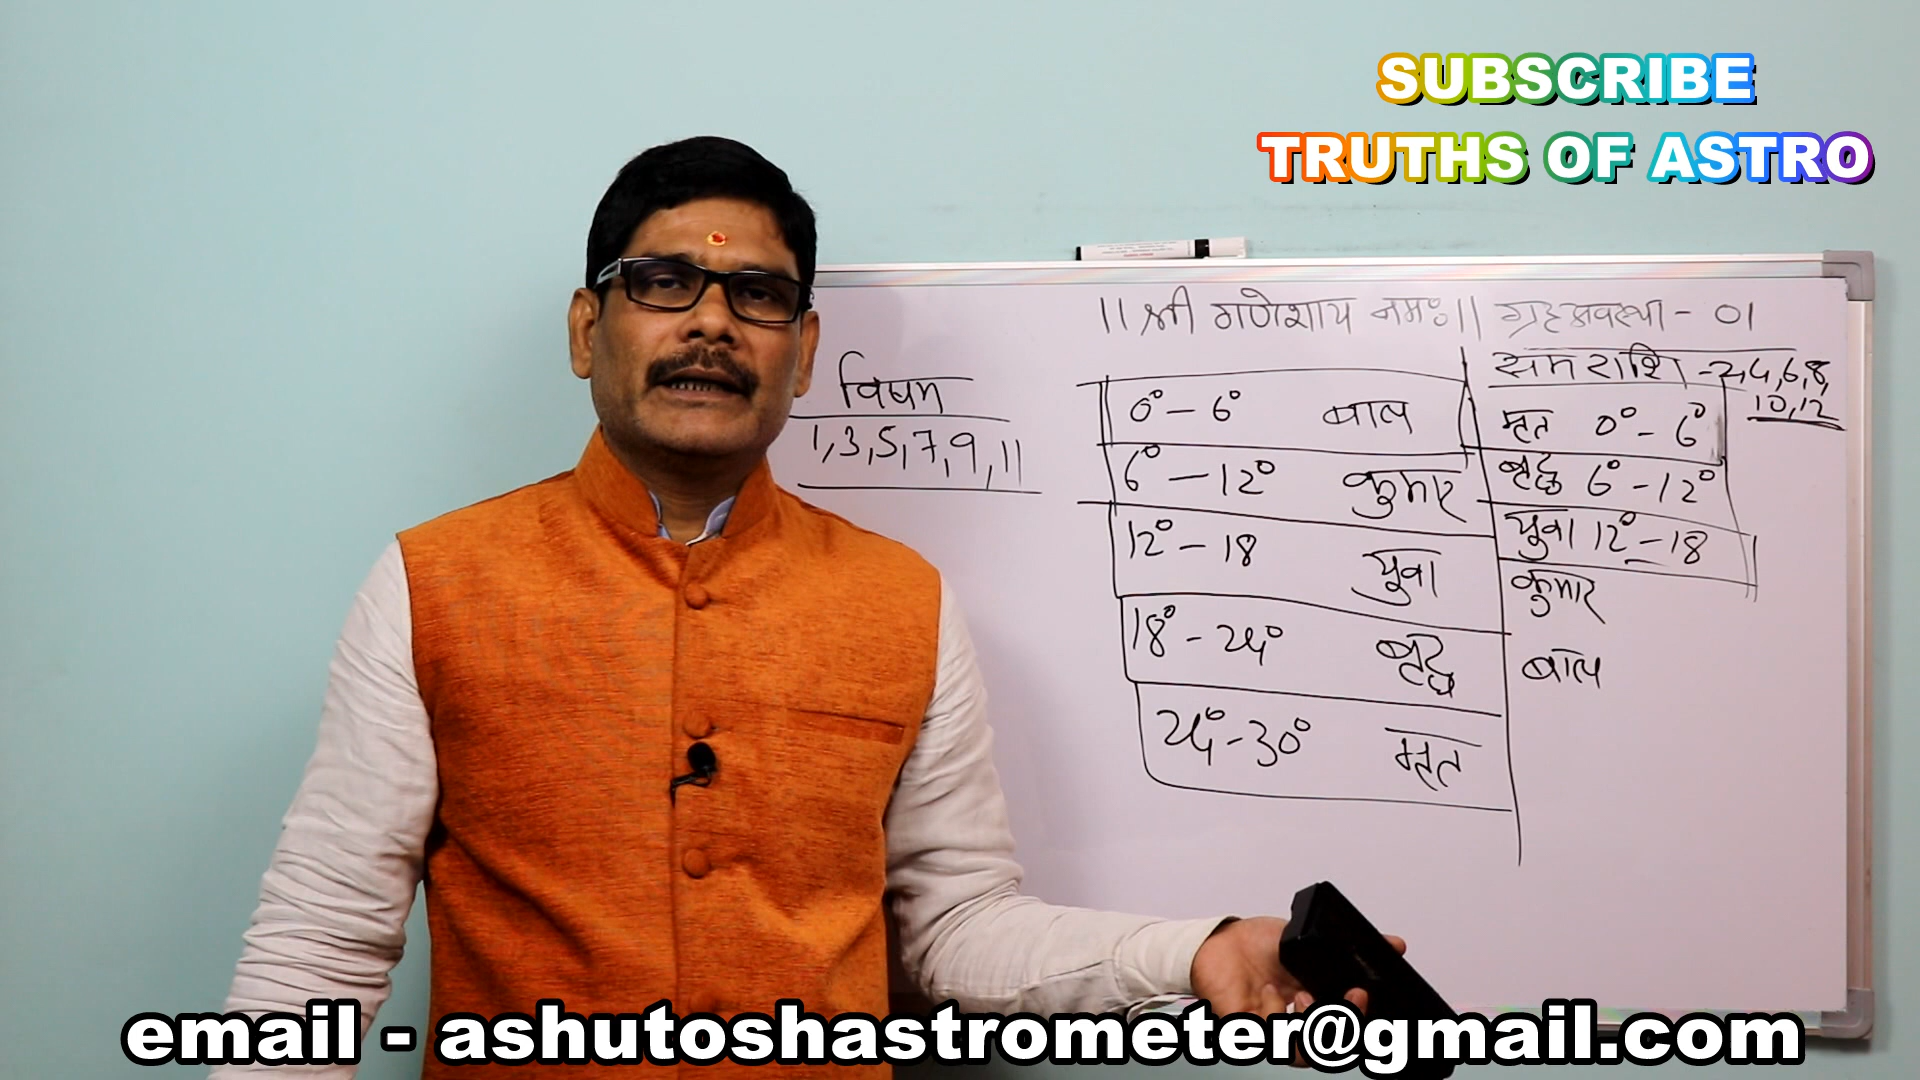 SUBSCRIBE
TRUTHS OF ASTRO
॥ श्री गणेशाय नमः ॥ ग्रह अवस्था - 01
विषम
1, 3, 5, 7, 9, 11
0° - 6° बाल
6° - 12° कुमार
12° - 18 युवा
18° - 24° बृद्ध
24° - 30° मृत
सम राशि - 2, 4, 6, 8,
10, 12
मृत 0° - 6°
बृद्ध 6° - 12°
युवा 12° - 18
कुमार
बाल
email - ashutoshastrometer@gmail.com